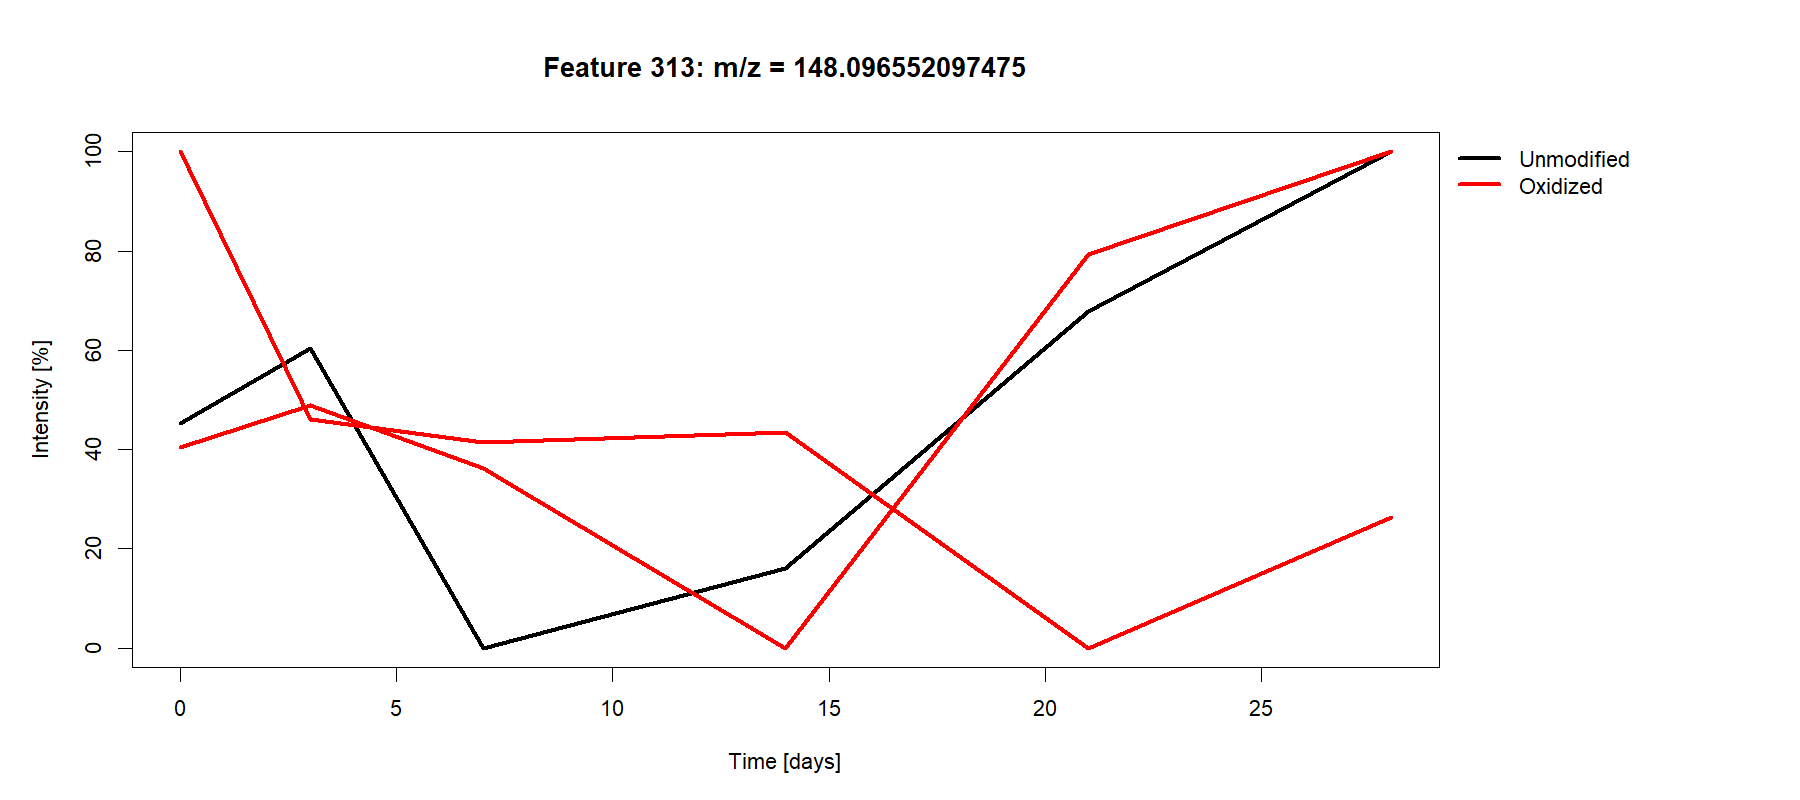 Feature 313: m/z = 148.096552097475
Unmodified
Oxidized
Intensity [%]
100
80
60
40
20
0
0 5 10 15 20 25
Time [days]